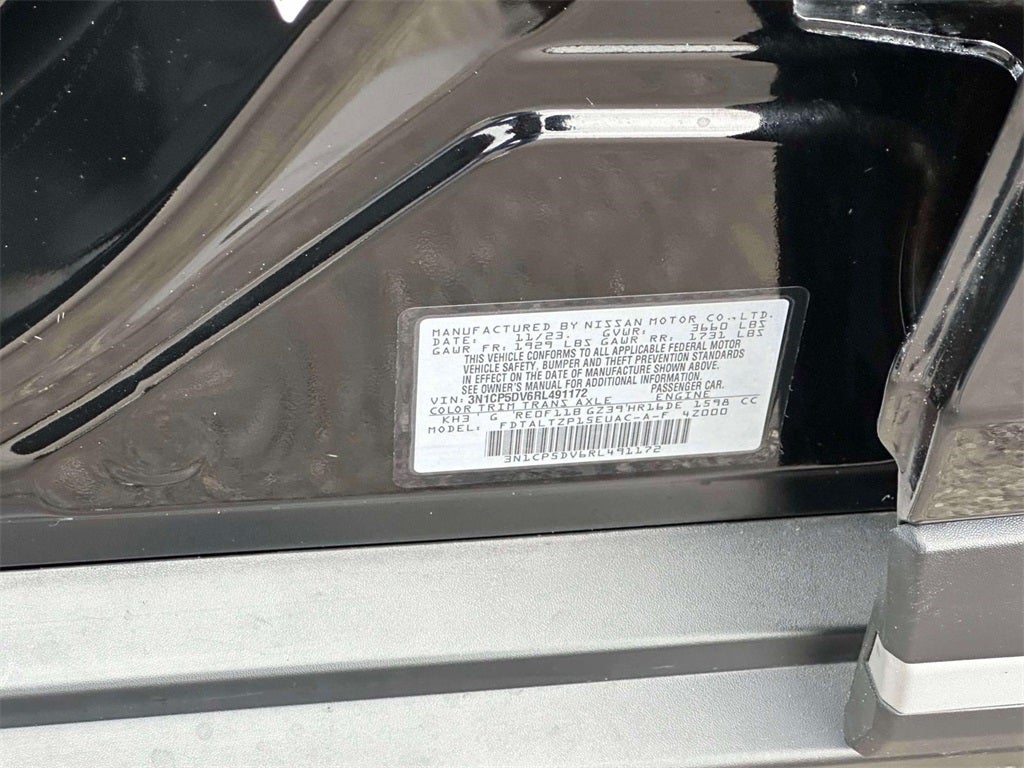 MANUFACTURED BY NISSAN MOTOR CO.,LTD.
DATE: 11/23. GVWR: 3660 LBS
GAWR FR: 1929 LBS GAWR RR: 1731 LBS
THIS VEHICLE CONFORMS TO ALL APPLICABLE FEDERAL MOTOR
VEHICLE SAFETY, BUMPER AND THEFT PREVENTION STANDARDS
IN EFFECT ON THE DATE OF MANUFACTURE SHOWN ABOVE.
SEE OWNER'S MANUAL FOR ADDITIONAL INFORMATION.
VIN: 3N1CP5DV6RL491172 PASSENGER CAR.
COLOR TRIM TRANS AXLE ENGINE
KH3 G RE0F11B GZ39 HR16DE 1598 CC
MODEL: FDTALTZP15EUAC-A-F 4Z000
3N1CP5DV6RL491172